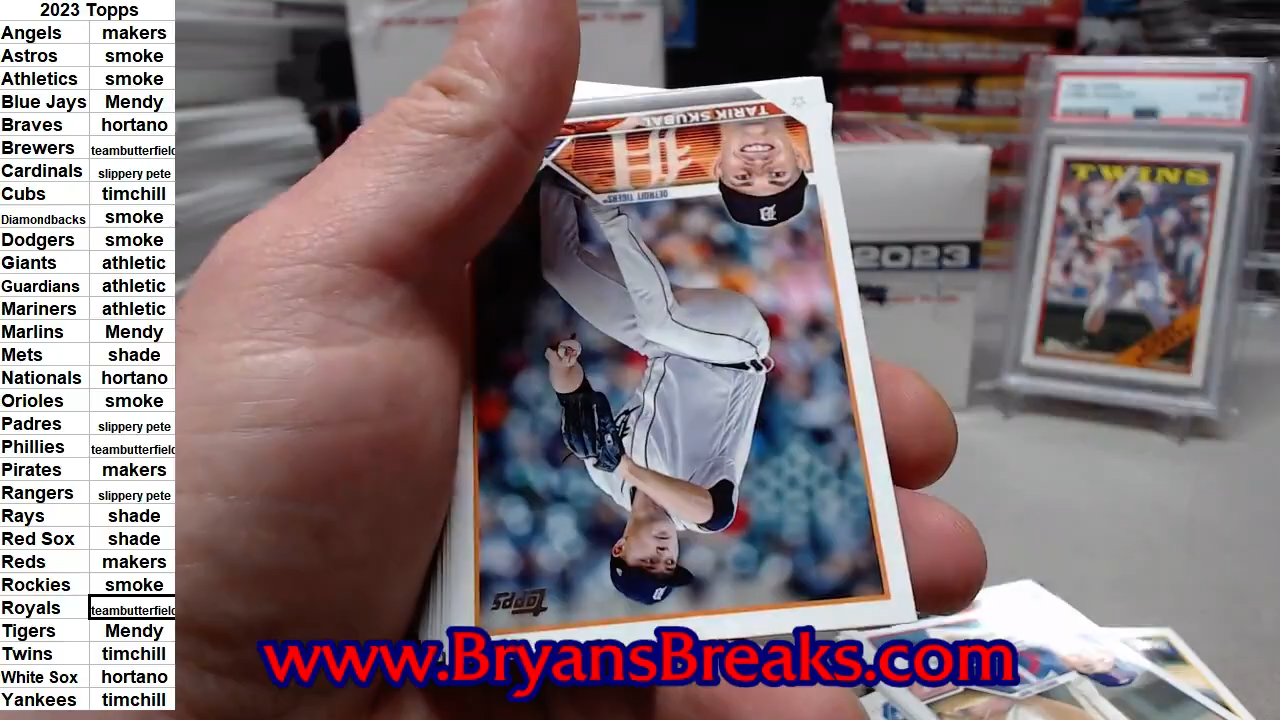 2023 Topps
Angels makers
Astros smoke
Athletics smoke
Blue Jays Mendy
Braves hortano
Brewers teambutterfield
Cardinals slippery pete
Cubs timchill
Diamondbacks smoke
Dodgers smoke
Giants athletic
Guardians athletic
Mariners athletic
Marlins Mendy
Mets shade
Nationals hortano
Orioles smoke
Padres slippery pete
Phillies teambutterfield
Pirates makers
Rangers slippery pete
Rays shade
Red Sox shade
Reds makers
Rockies smoke
Royals teambutterfield
Tigers Mendy
Twins timchill
White Sox hortano
Yankees timchill
TARIK SKUBAL
DETROIT TIGERS
topps
2023
TWINS
www.BryansBreaks.com